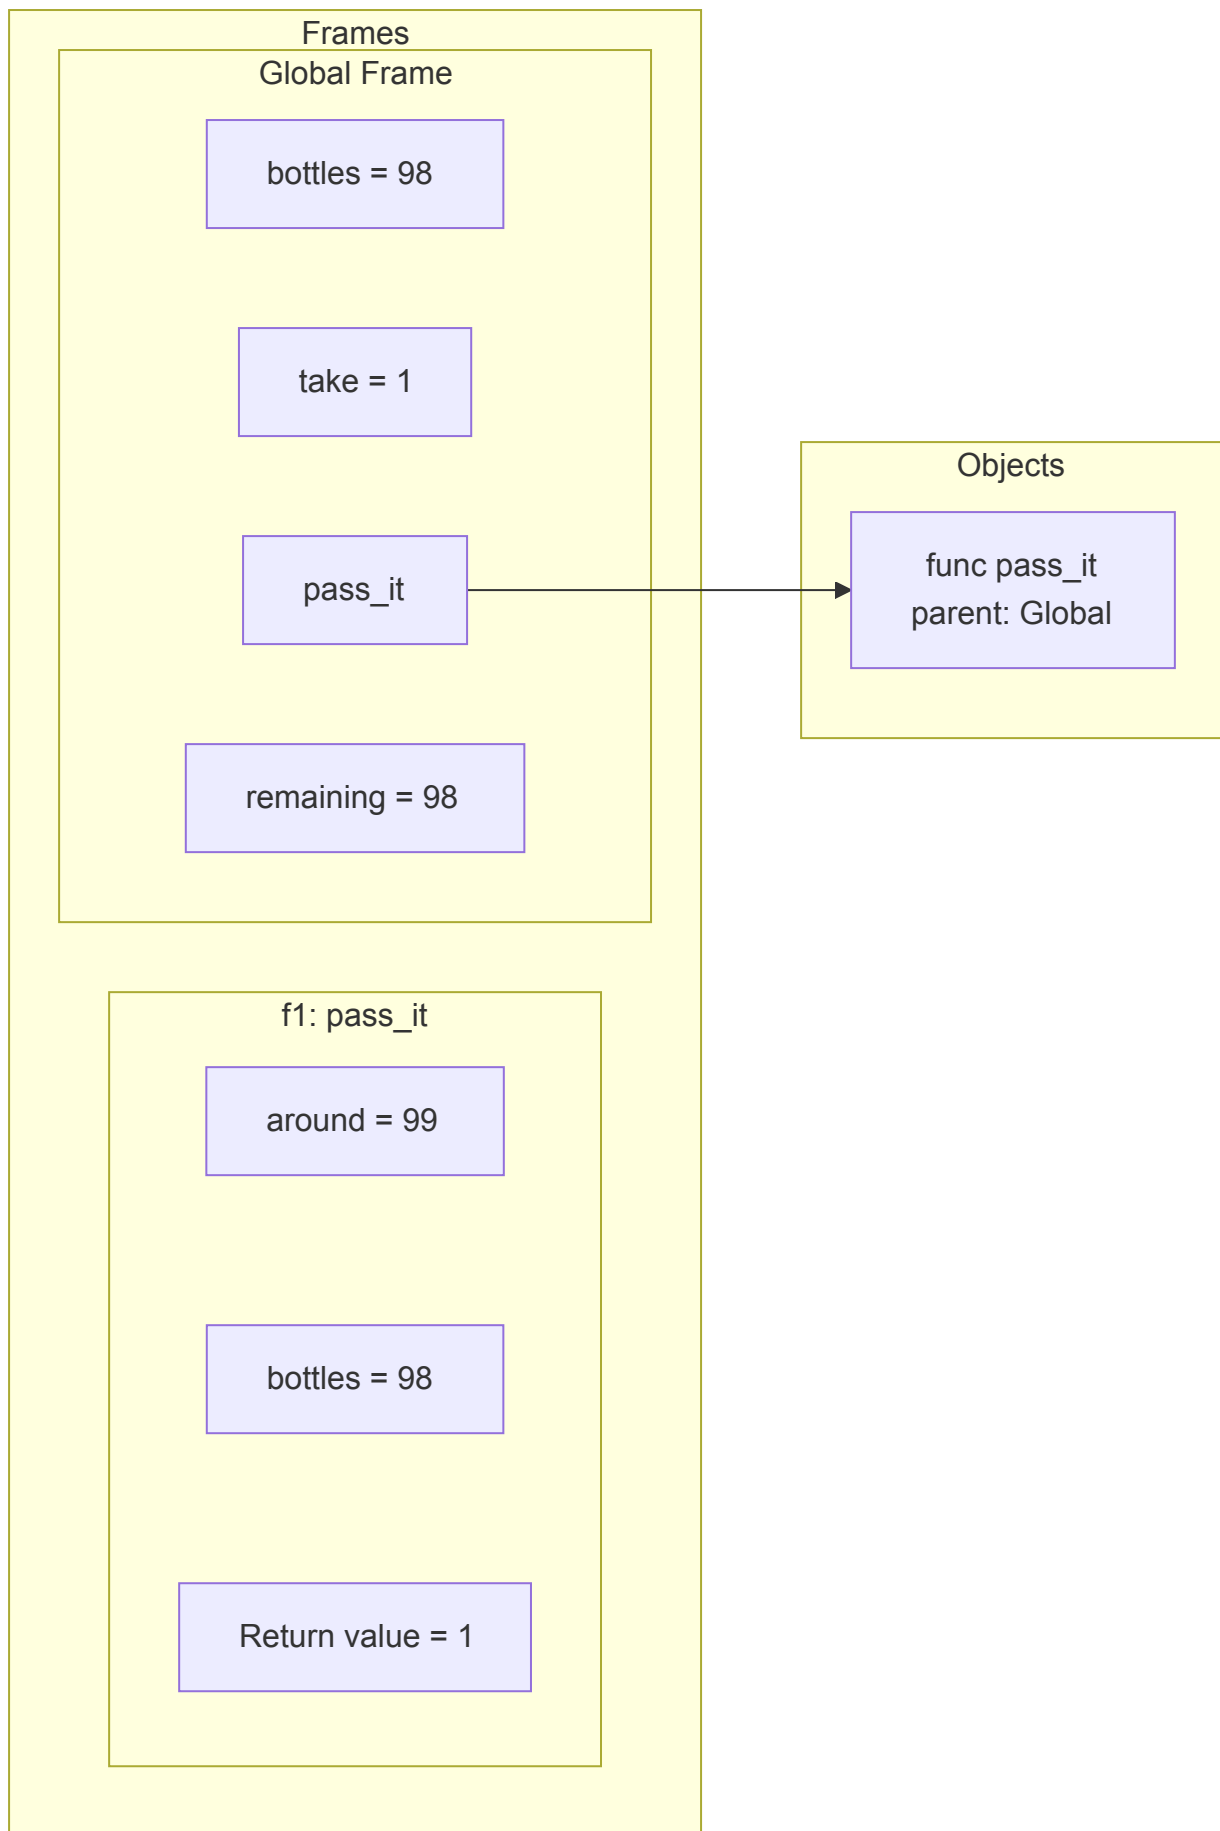 Frames
Global Frame
bottles = 98
take = 1
pass_it
remaining = 98
Objects
func pass_it
parent: Global
f1: pass_it
around = 99
bottles = 98
Return value = 1